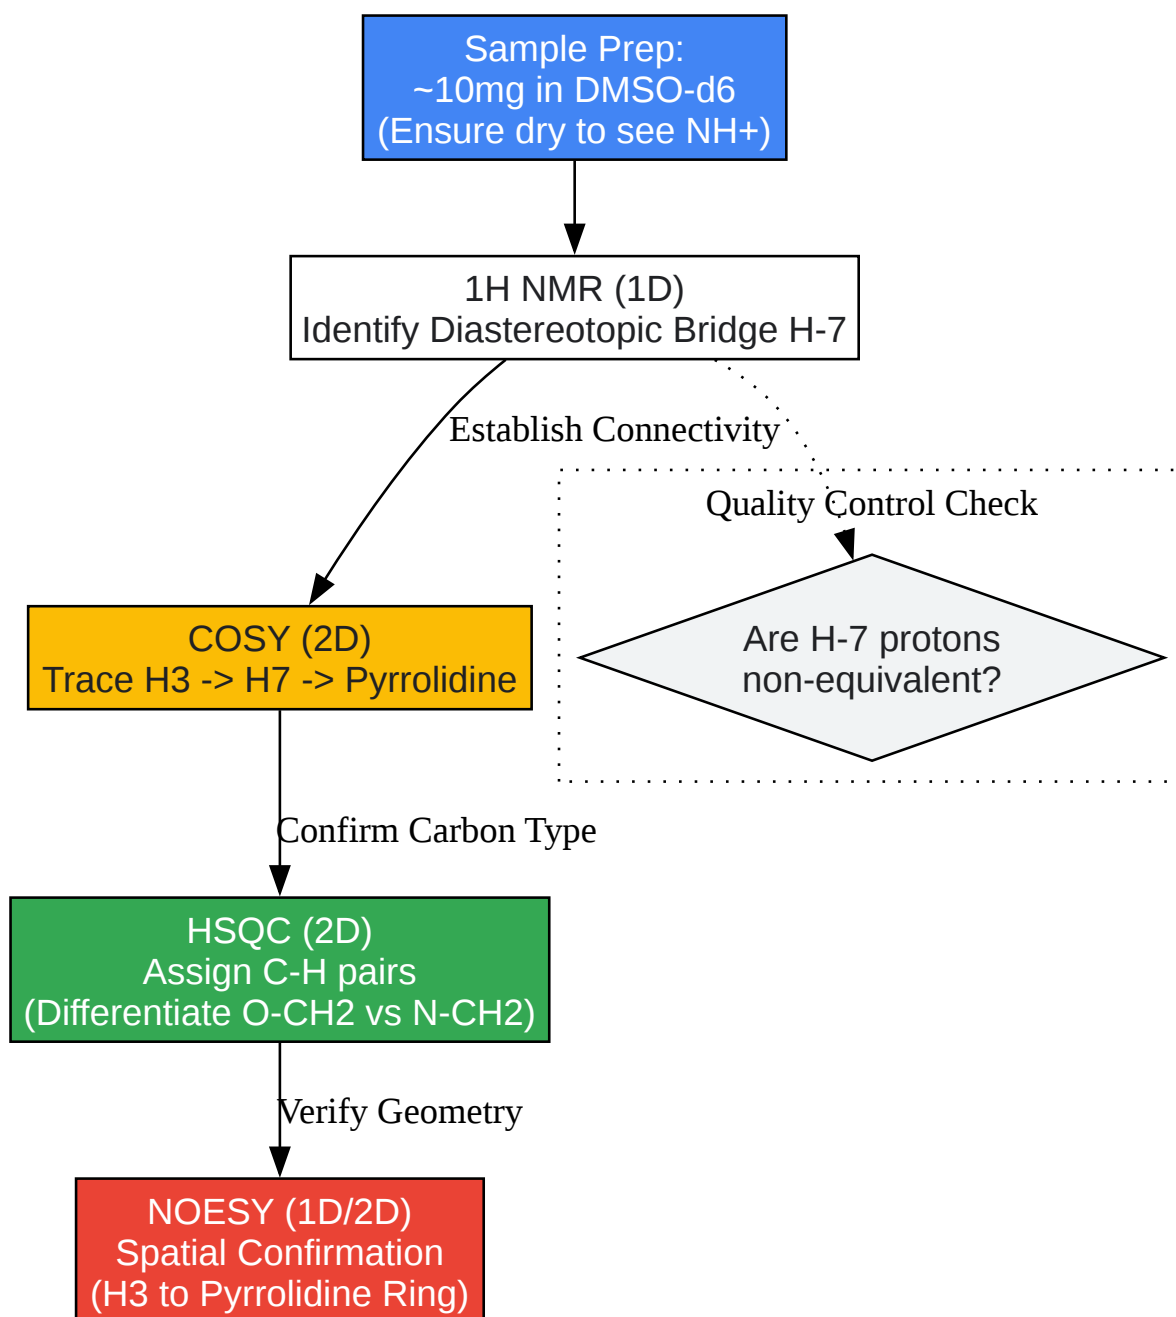 Sample Prep:
~10mg in DMSO-d6
(Ensure dry to see NH+)
1H NMR (1D)
Identify Diastereotopic Bridge H-7
Establish Connectivity
Quality Control Check
Are H-7 protons
non-equivalent?
COSY (2D)
Trace H3 -> H7 -> Pyrrolidine
Confirm Carbon Type
HSQC (2D)
Assign C-H pairs
(Differentiate O-CH2 vs N-CH2)
Verify Geometry
NOESY (1D/2D)
Spatial Confirmation
(H3 to Pyrrolidine Ring)